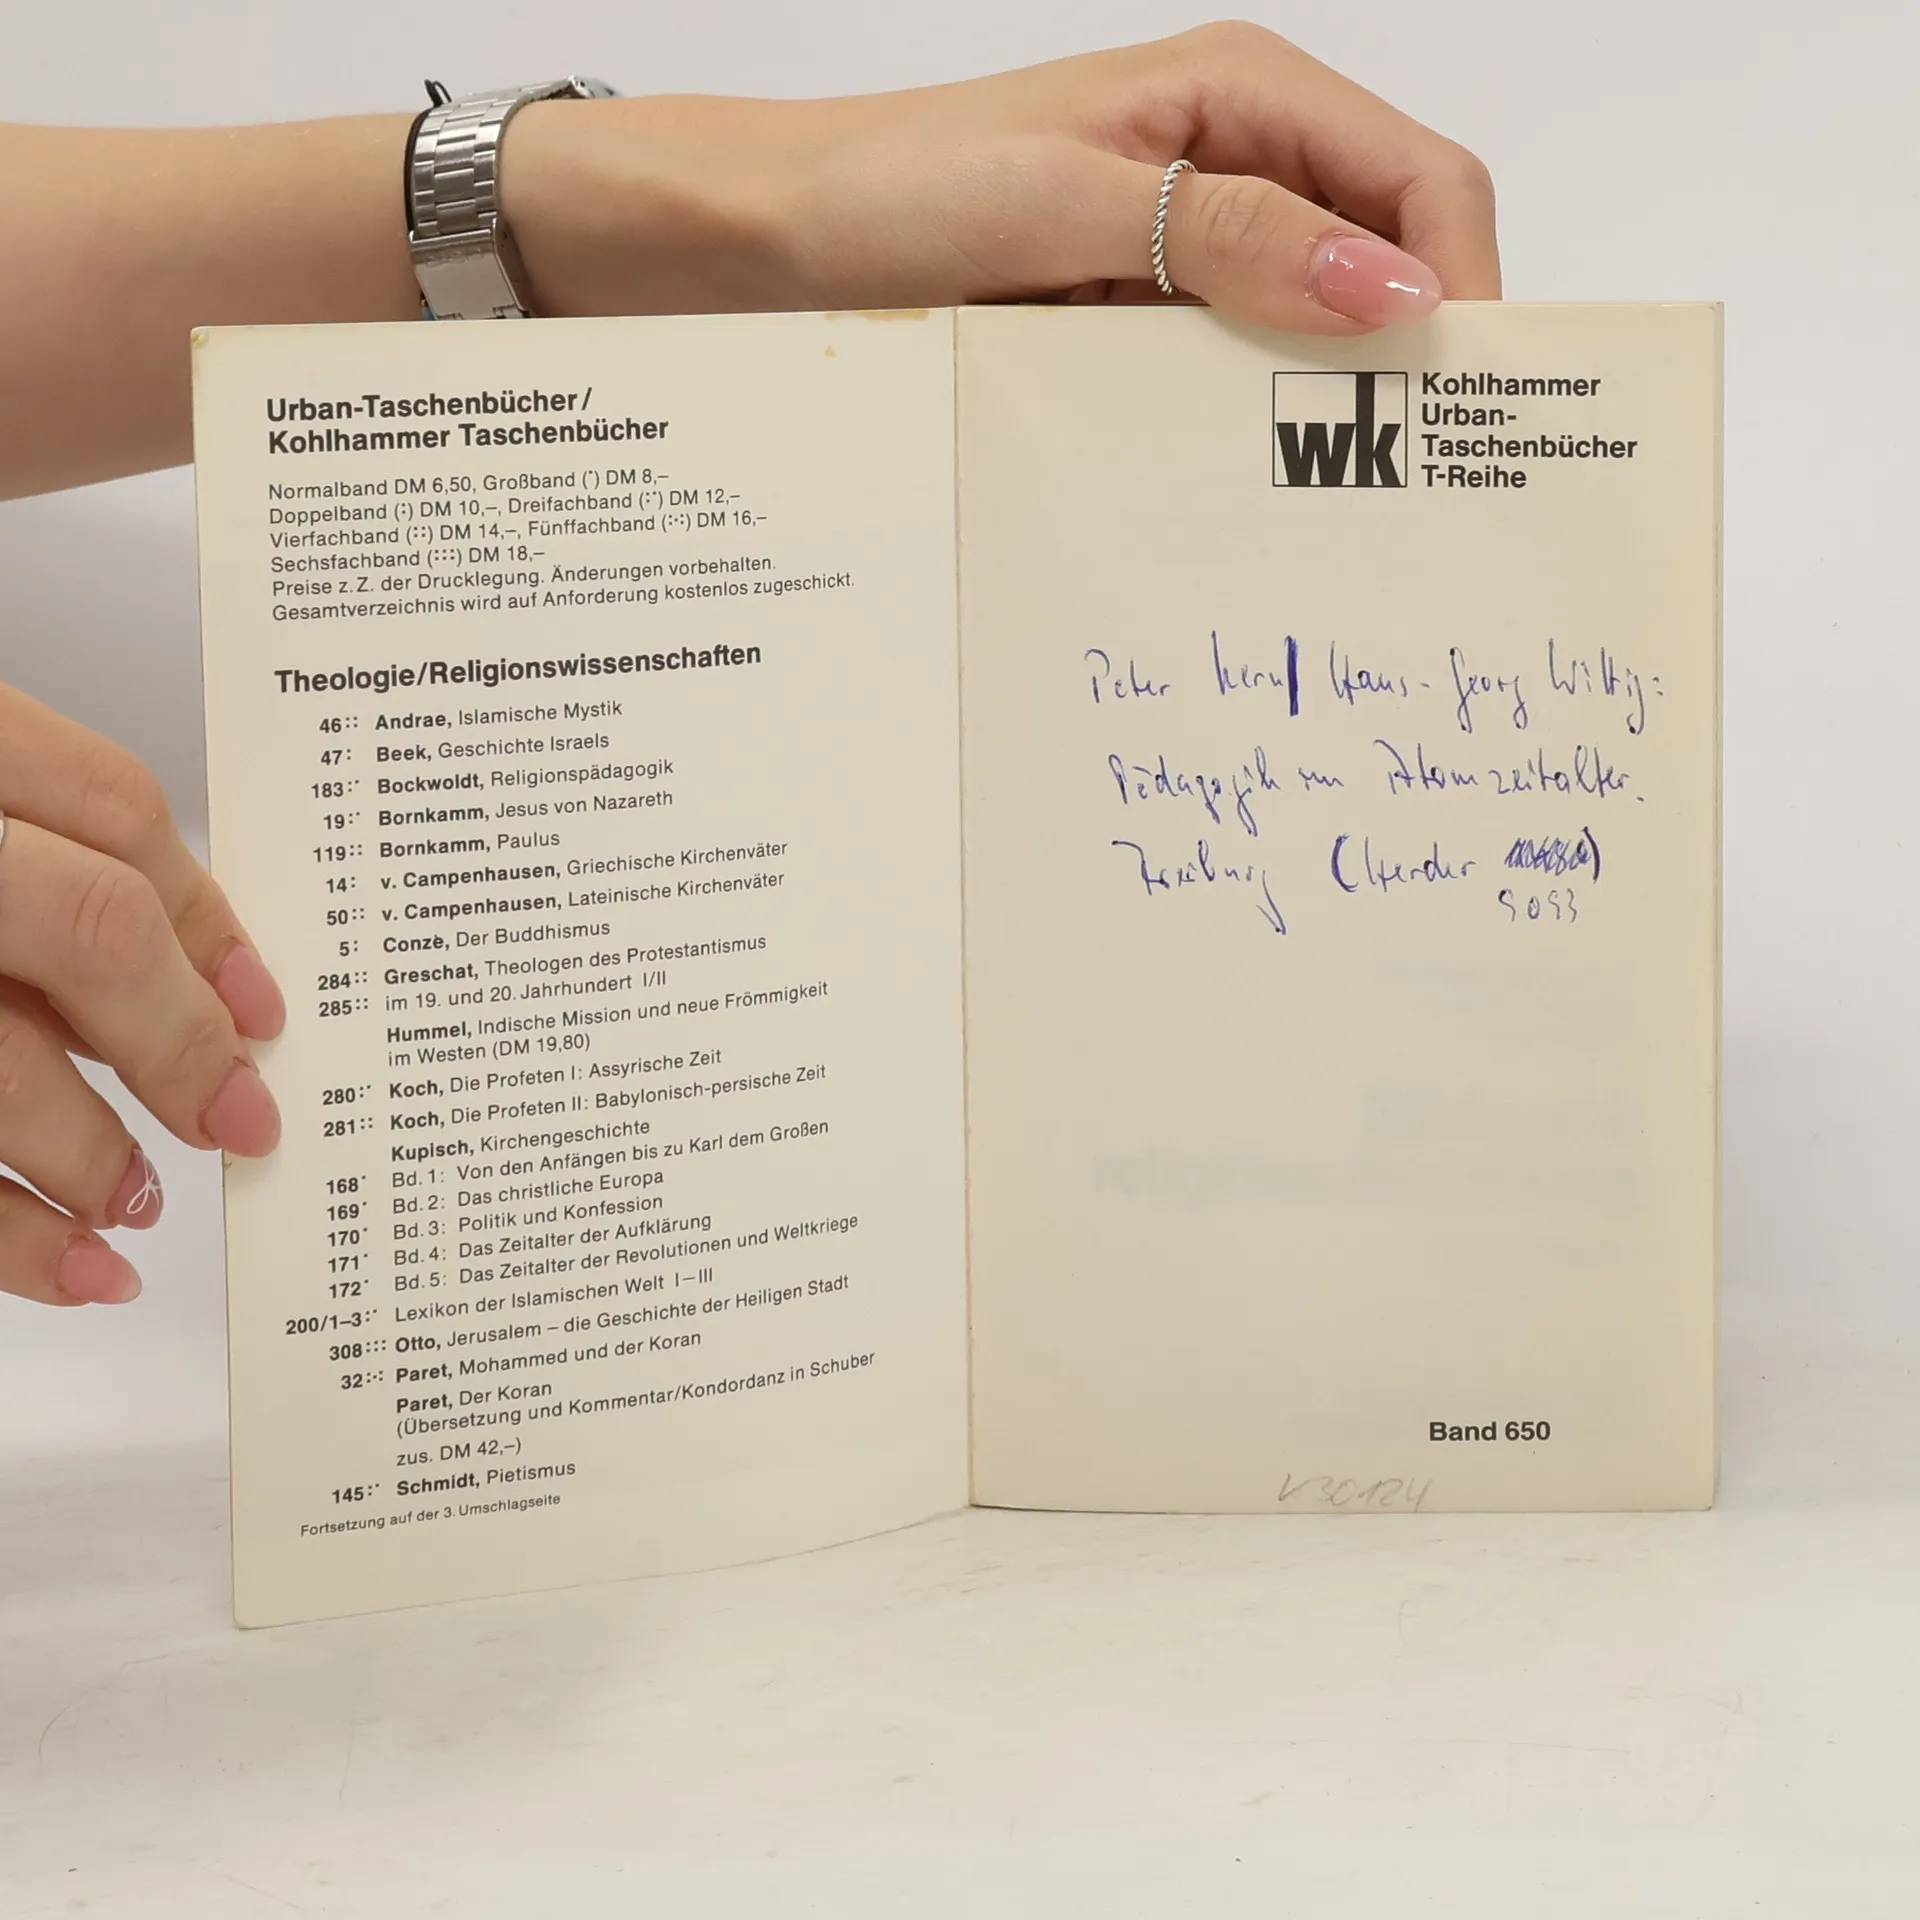 Urban-Taschenbücher/
Kohlhammer Taschenbücher
Normalband DM 6,50, Großband (˙) DM 8,–
Doppelband (:) DM 10,–, Dreifachband (:˙) DM 12,–
Vierfachband (::) DM 14,–, Fünffachband (:·:) DM 16,–
Sechsfachband (:::) DM 18,–
Preise z. Z. der Drucklegung. Änderungen vorbehalten.
Gesamtverzeichnis wird auf Anforderung kostenlos zugeschickt.
Theologie/Religionswissenschaften
46:: Andrae, Islamische Mystik
47: Beek, Geschichte Israels
183:˙ Bockwoldt, Religionspädagogik
19:˙ Bornkamm, Jesus von Nazareth
119:: Bornkamm, Paulus
14: v. Campenhausen, Griechische Kirchenväter
50:: v. Campenhausen, Lateinische Kirchenväter
5: Conze, Der Buddhismus
284:: Greschat, Theologen des Protestantismus
285:: im 19. und 20. Jahrhundert I/II
Hummel, Indische Mission und neue Frömmigkeit
im Westen (DM 19,80)
280:˙ Koch, Die Profeten I: Assyrische Zeit
281:: Koch, Die Profeten II: Babylonisch-persische Zeit
Kupisch, Kirchengeschichte
168˙ Bd. 1: Von den Anfängen bis zu Karl dem Großen
169˙ Bd. 2: Das christliche Europa
170˙ Bd. 3: Politik und Konfession
171˙ Bd. 4: Das Zeitalter der Aufklärung
172˙ Bd. 5: Das Zeitalter der Revolutionen und Weltkriege
200/1–3:˙ Lexikon der Islamischen Welt I–III
308::: Otto, Jerusalem – die Geschichte der Heiligen Stadt
32:·: Paret, Mohammed und der Koran
Paret, Der Koran
(Übersetzung und Kommentar/Kondordanz in Schuber
zus. DM 42,–)
145:˙ Schmidt, Pietismus
Fortsetzung auf der 3. Umschlagseite
wk
Kohlhammer
Urban-
Taschenbücher
T-Reihe
Peter Kern/ Hans-Georg Wittig:
Pädagogik im Atomzeitalter.
Freiburg (Herder )
9093
Band 650
V30124